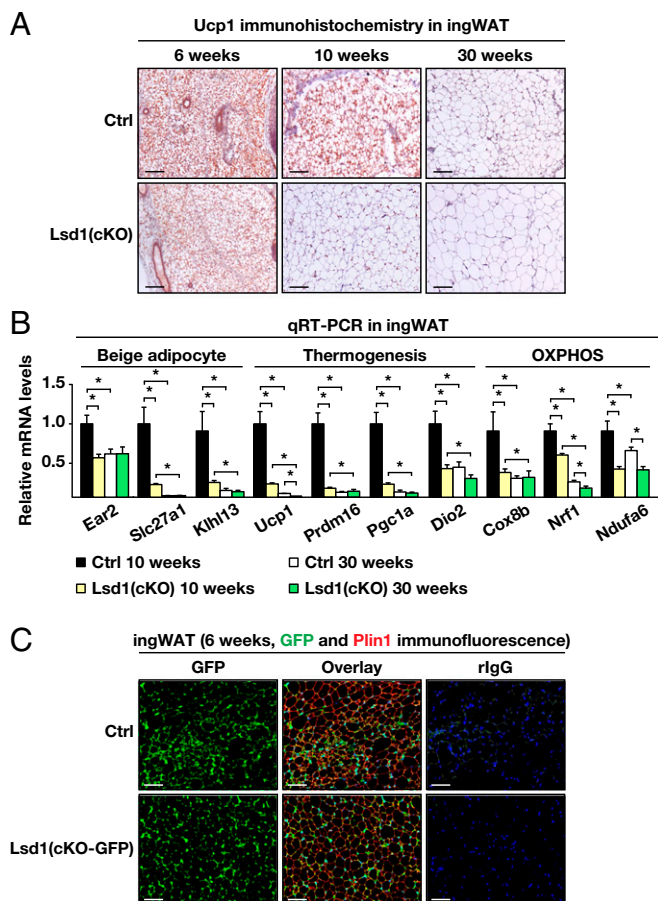 A
Ucp1 immunohistochemistry in ingWAT
6 weeks 10 weeks 30 weeks
Ctrl
Lsd1(cKO)
B
qRT-PCR in ingWAT
Beige adipocyte Thermogenesis OXPHOS
Relative mRNA levels
1.5
1.0
0.5
* * * * * * * * * * * * * * * * * * * * * * * * * * * * * *
Ear2 Slc27a1 Klhl13 Ucp1 Prdm16 Pgc1a Dio2 Cox8b Nrf1 Ndufa6
Ctrl 10 weeks Ctrl 30 weeks
Lsd1(cKO) 10 weeks Lsd1(cKO) 30 weeks
C
ingWAT (6 weeks, GFP and Plin1 immunofluorescence)
GFP Overlay rIgG
Ctrl
Lsd1(cKO-GFP)